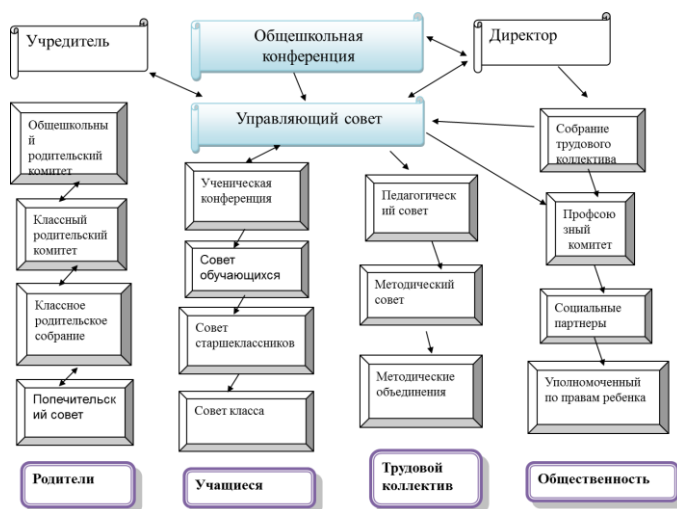 Учредитель
Общешкольная
конференция
Директор
Управляющий совет
Общешкольны
й
родительский
комитет
Классный
родительский
комитет
Классное
родительское
собрание
Попечительск
ий совет
Ученическая
конференция
Совет
обучающихся
Совет
старшеклассников
Совет класса
Педагогическ
ий совет
Методический
совет
Методические
объединения
Собрание
трудового
коллектива
Профсою
зный
комитет
Социальные
партнеры
Уполномоченный
по правам ребенка
Родители
Учащиеся
Трудовой
коллектив
Общественность